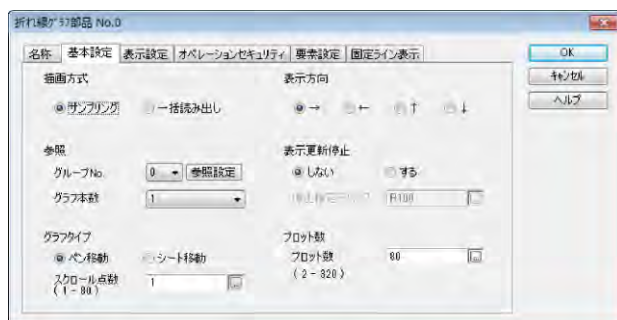 折れ線ｸﾞﾗﾌ部品 No.0
名称 基本設定 表示設定 オペレーションセキュリティ 要素設定 固定ライン表示
OK
キャンセル
ヘルプ
描画方式
サンプリング 一括読み出し
表示方向
→ ← ↑ ↓
参照
グループNo. 0 参照設定
グラフ本数 1
表示更新停止
しない する
R100
グラフタイプ
ペン移動 シート移動
スクロール点数 1
(1-80)
プロット数
プロット数 80
(2-320)